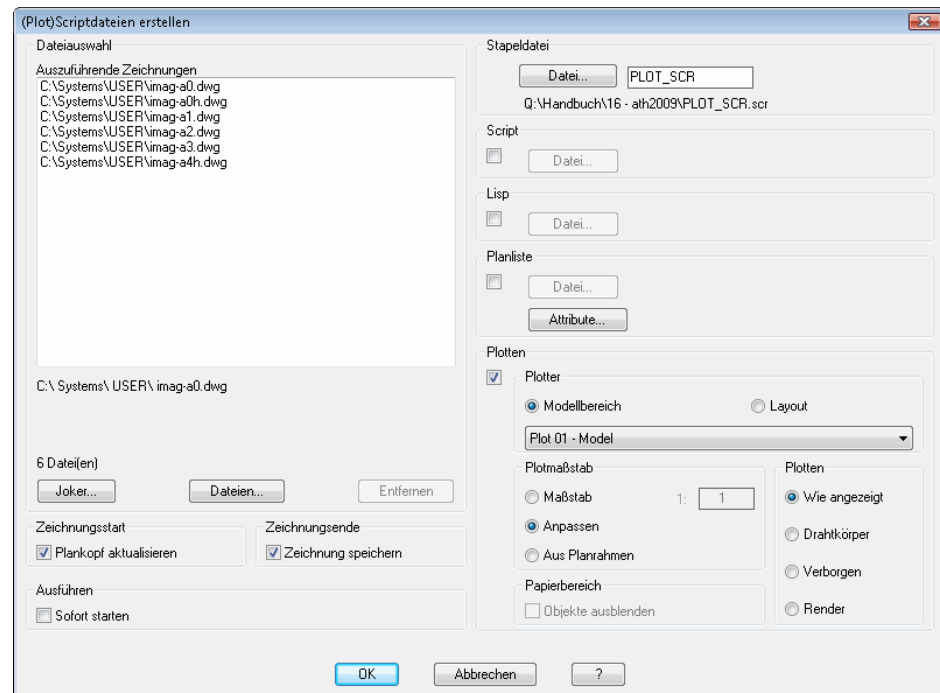 (Plot)Scriptdateien erstellen
Dateiauswahl
Auszuführende Zeichnungen
C:\Systems\USER\imag-a0.dwg
C:\Systems\USER\imag-a0h.dwg
C:\Systems\USER\imag-a1.dwg
C:\Systems\USER\imag-a2.dwg
C:\Systems\USER\imag-a3.dwg
C:\Systems\USER\imag-a4h.dwg
C:\ Systems\ USER\ imag-a0.dwg
6 Datei(en)
Joker...
Dateien...
Entfernen
Zeichnungsstart
Plankopf aktualisieren
Zeichnungsende
Zeichnung speichern
Ausführen
Sofort starten
Stapeldatei
Datei...
PLOT_SCR
Q:\Handbuch\16 - ath2009\PLOT_SCR.scr
Script
Datei...
Lisp
Datei...
Planliste
Datei...
Attribute...
Plotten
Plotter
Modellbereich
Layout
Plot 01 - Model
Plotmaßstab
Maßstab
1:
1
Anpassen
Aus Planrahmen
Papierbereich
Objekte ausblenden
Plotten
Wie angezeigt
Drahtkörper
Verborgen
Render
OK
Abbrechen
?